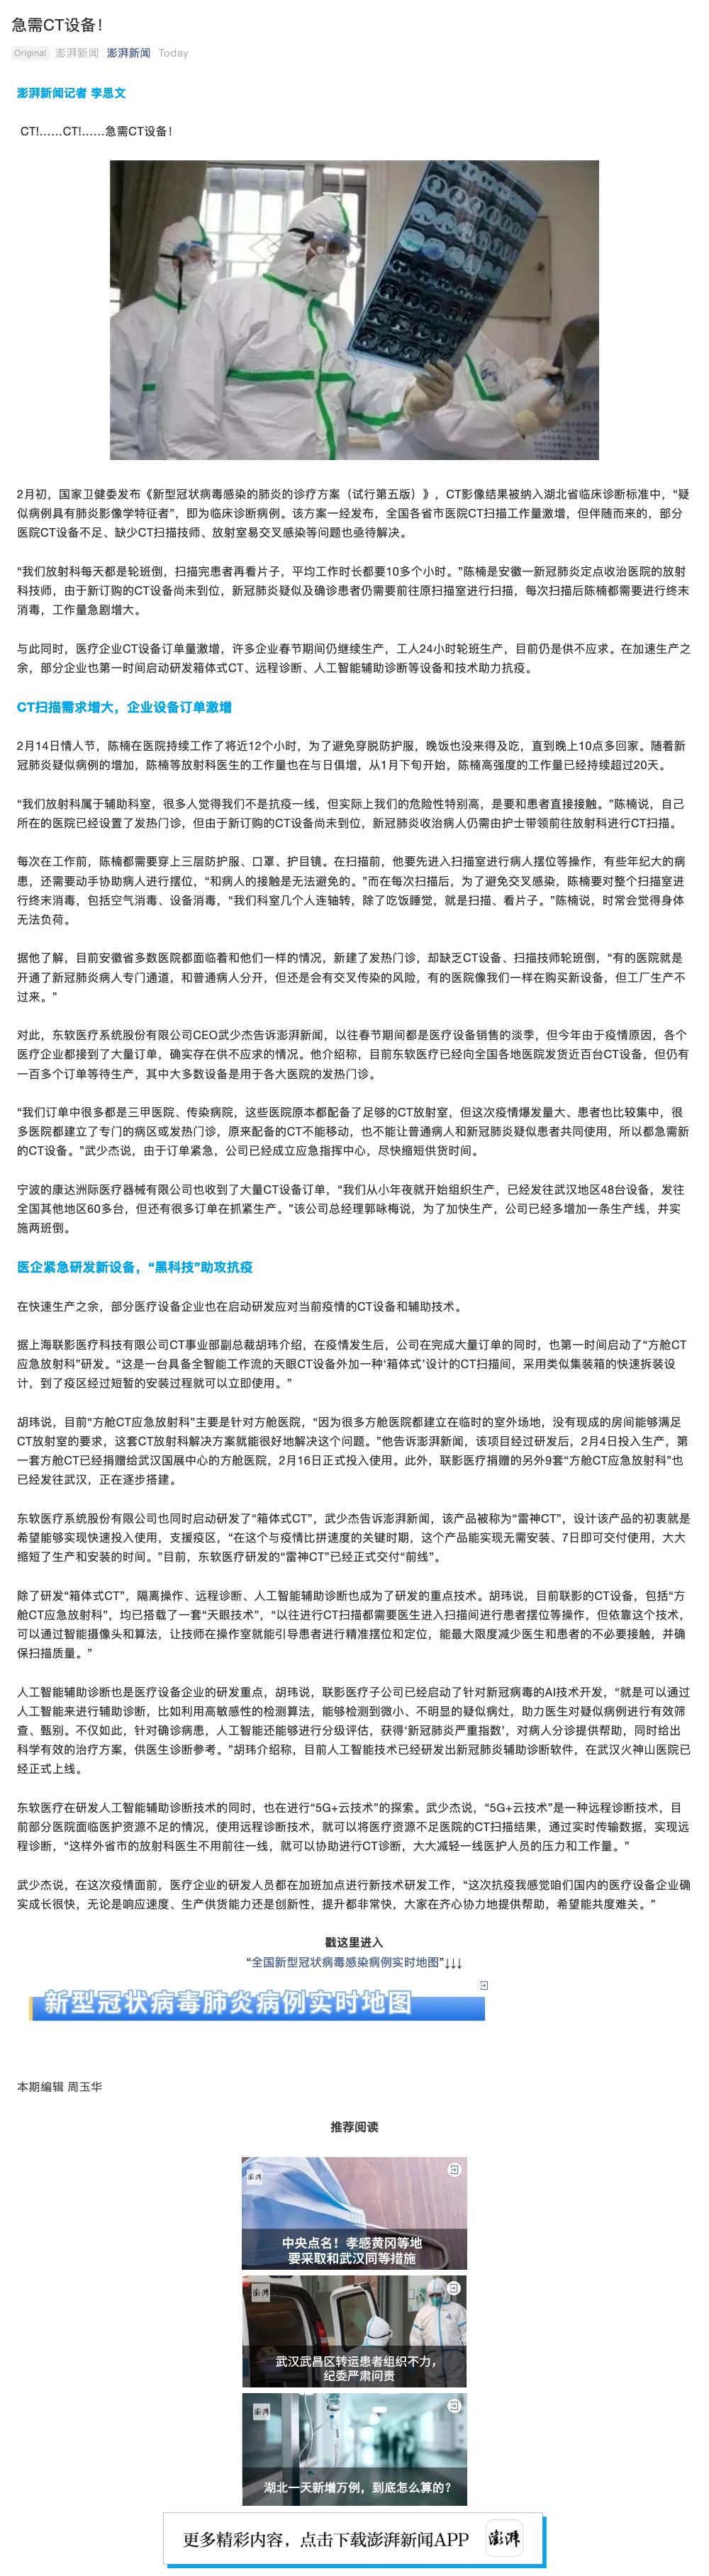 急需CT设备！
Original 澎湃新闻 澎湃新闻 Today
澎湃新闻记者 李思文
CT!……CT!……急需CT设备！
2月初，国家卫健委发布《新型冠状病毒感染的肺炎的诊疗方案（试行第五版）》，CT影像结果被纳入湖北省临床诊断标准中，“疑
似病例具有肺炎影像学特征者”，即为临床诊断病例。该方案一经发布，全国各省市医院CT扫描工作量激增，但伴随而来的，部分
医院CT设备不足、缺少CT扫描技师、放射室易交叉感染等问题也亟待解决。
“我们放射科每天都是轮班倒，扫描完患者再看片子，平均工作时长都要10多个小时。”陈楠是安徽一新冠肺炎定点收治医院的放射
科技师，由于新订购的CT设备尚未到位，新冠肺炎疑似及确诊患者仍需要前往原扫描室进行扫描，每次扫描后陈楠都需要进行终末
消毒，工作量急剧增大。
与此同时，医疗企业CT设备订单量激增，许多企业春节期间仍继续生产，工人24小时轮班生产，目前仍是供不应求。在加速生产之
余，部分企业也第一时间启动研发箱体式CT、远程诊断、人工智能辅助诊断等设备和技术助力抗疫。
CT扫描需求增大，企业设备订单激增
2月14日情人节，陈楠在医院持续工作了将近12个小时，为了避免穿脱防护服，晚饭也没来得及吃，直到晚上10点多回家。随着新
冠肺炎疑似病例的增加，陈楠等放射科医生的工作量也在与日俱增，从1月下旬开始，陈楠高强度的工作量已经持续超过20天。
“我们放射科属于辅助科室，很多人觉得我们不是抗疫一线，但实际上我们的危险性特别高，是要和患者直接接触。”陈楠说，自己
所在的医院已经设置了发热门诊，但由于新订购的CT设备尚未到位，新冠肺炎收治病人仍需由护士带领前往放射科进行CT扫描。
每次在工作前，陈楠都需要穿上三层防护服、口罩、护目镜。在扫描前，他要先进入扫描室进行病人摆位等操作，有些年纪大的病
患，还需要动手协助病人进行摆位，“和病人的接触是无法避免的。”而在每次扫描后，为了避免交叉感染，陈楠要对整个扫描室进
行终末消毒，包括空气消毒、设备消毒，“我们科室几个人连轴转，除了吃饭睡觉，就是扫描、看片子。”陈楠说，时常会觉得身体
无法负荷。
据他了解，目前安徽省多数医院都面临着和他们一样的情况，新建了发热门诊，却缺乏CT设备、扫描技师轮班倒，“有的医院就是
开通了新冠肺炎病人专门通道，和普通病人分开，但还是会有交叉传染的风险，有的医院像我们一样在购买新设备，但工厂生产不
过来。”
对此，东软医疗系统股份有限公司CEO武少杰告诉澎湃新闻，以往春节期间都是医疗设备销售的淡季，但今年由于疫情原因，各个
医疗企业都接到了大量订单，确实存在供不应求的情况。他介绍称，目前东软医疗已经向全国各地医院发货近百台CT设备，但仍有
一百多个订单等待生产，其中大多数设备是用于各大医院的发热门诊。
“我们订单中很多都是三甲医院、传染病院，这些医院原本都配备了足够的CT放射室，但这次疫情爆发量大、患者也比较集中，很
多医院都建立了专门的病区或发热门诊，原来配备的CT不能移动，也不能让普通病人和新冠肺炎疑似患者共同使用，所以都急需新
的CT设备。”武少杰说，由于订单紧急，公司已经成立应急指挥中心，尽快缩短供货时间。
宁波的康达洲际医疗器械有限公司也收到了大量CT设备订单，“我们从小年夜就开始组织生产，已经发往武汉地区48台设备，发往
全国其他地区60多台，但还有很多订单在抓紧生产。”该公司总经理郭咏梅说，为了加快生产，公司已经多增加一条生产线，并实
施两班倒。
医企紧急研发新设备，“黑科技”助攻抗疫
在快速生产之余，部分医疗设备企业也在启动研发应对当前疫情的CT设备和辅助技术。
据上海联影医疗科技有限公司CT事业部副总裁胡玮介绍，在疫情发生后，公司在完成大量订单的同时，也第一时间启动了“方舱CT
应急放射科”研发。“这是一台具备全智能工作流的天眼CT设备外加一种‘箱体式’设计的CT扫描间，采用类似集装箱的快速拆装设
计，到了疫区经过短暂的安装过程就可以立即使用。”
胡玮说，目前“方舱CT应急放射科”主要是针对方舱医院，“因为很多方舱医院都建立在临时的室外场地，没有现成的房间能够满足
CT放射室的要求，这套CT放射科解决方案就能很好地解决这个问题。”他告诉澎湃新闻，该项目经过研发后，2月4日投入生产，第
一套方舱CT已经捐赠给武汉国展中心的方舱医院，2月16日正式投入使用。此外，联影医疗捐赠的另外9套“方舱CT应急放射科”也
已经发往武汉，正在逐步搭建。
东软医疗系统股份有限公司也同时启动研发了“箱体式CT”，武少杰告诉澎湃新闻，该产品被称为“雷神CT”，设计该产品的初衷就是
希望能够实现快速投入使用，支援疫区，“在这个与疫情比拼速度的关键时期，这个产品能实现无需安装、7日即可交付使用，大大
缩短了生产和安装的时间。”目前，东软医疗研发的“雷神CT”已经正式交付“前线”。
除了研发“箱体式CT”，隔离操作、远程诊断、人工智能辅助诊断也成为了研发的重点技术。胡玮说，目前联影的CT设备，包括“方
舱CT应急放射科”，均已搭载了一套“天眼技术”，“以往进行CT扫描都需要医生进入扫描间进行患者摆位等操作，但依靠这个技术，
可以通过智能摄像头和算法，让技师在操作室就能引导患者进行精准摆位和定位，能最大限度减少医生和患者的不必要接触，并确
保扫描质量。”
人工智能辅助诊断也是医疗设备企业的研发重点，胡玮说，联影医疗子公司已经启动了针对新冠病毒的AI技术开发，“就是可以通过
人工智能来进行辅助诊断，比如利用高敏感性的检测算法，能够检测到微小、不明显的疑似病灶，助力医生对疑似病例进行有效筛
查、甄别。不仅如此，针对确诊病患，人工智能还能够进行分级评估，获得‘新冠肺炎严重指数’，对病人分诊提供帮助，同时给出
科学有效的治疗方案，供医生诊断参考。”胡玮介绍称，目前人工智能技术已经研发出新冠肺炎辅助诊断软件，在武汉火神山医院已
经正式上线。
东软医疗在研发人工智能辅助诊断技术的同时，也在进行“5G+云技术”的探索。武少杰说，“5G+云技术”是一种远程诊断技术，目
前部分医院面临医护资源不足的情况，使用远程诊断技术，就可以将医疗资源不足医院的CT扫描结果，通过实时传输数据，实现远
程诊断，“这样外省市的放射科医生不用前往一线，就可以协助进行CT诊断，大大减轻一线医护人员的压力和工作量。”
武少杰说，在这次疫情面前，医疗企业的研发人员都在加班加点进行新技术研发工作，“这次抗疫我感觉咱们国内的医疗设备企业确
实成长很快，无论是响应速度、生产供货能力还是创新性，提升都非常快，大家在齐心协力地提供帮助，希望能共度难关。”
戳这里进入
“全国新型冠状病毒感染病例实时地图”↓↓↓
新型冠状病毒肺炎病例实时地图
本期编辑 周玉华
推荐阅读
澎湃
中央点名！孝感黄冈等地
要采取和武汉同等措施
澎湃
武汉武昌区转运患者组织不力，
纪委严肃问责
澎湃
湖北一天新增万例，到底怎么算的？
更多精彩内容，点击下载澎湃新闻APP 澎湃